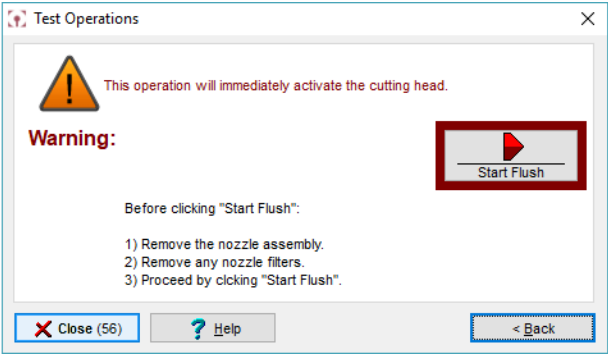 Test Operations
This operation will immediately activate the cutting head.
Warning:
Start Flush
Before clicking "Start Flush":
1) Remove the nozzle assembly.
2) Remove any nozzle filters.
3) Proceed by clcking "Start Flush".
Close (56)
Help
< Back